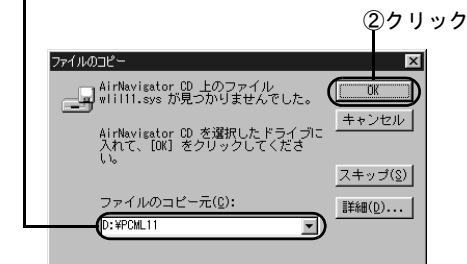 ②クリック
ファイルのコピー
AirNavigator CD 上のファイル
wlil11.sys が見つかりませんでした。
OK
キャンセル
AirNavigator CD を選択したドライブに
入れて、[OK] をクリックしてくださ
い。
スキップ(S)
ファイルのコピー元(C):
詳細(D)...
D:¥PCML11